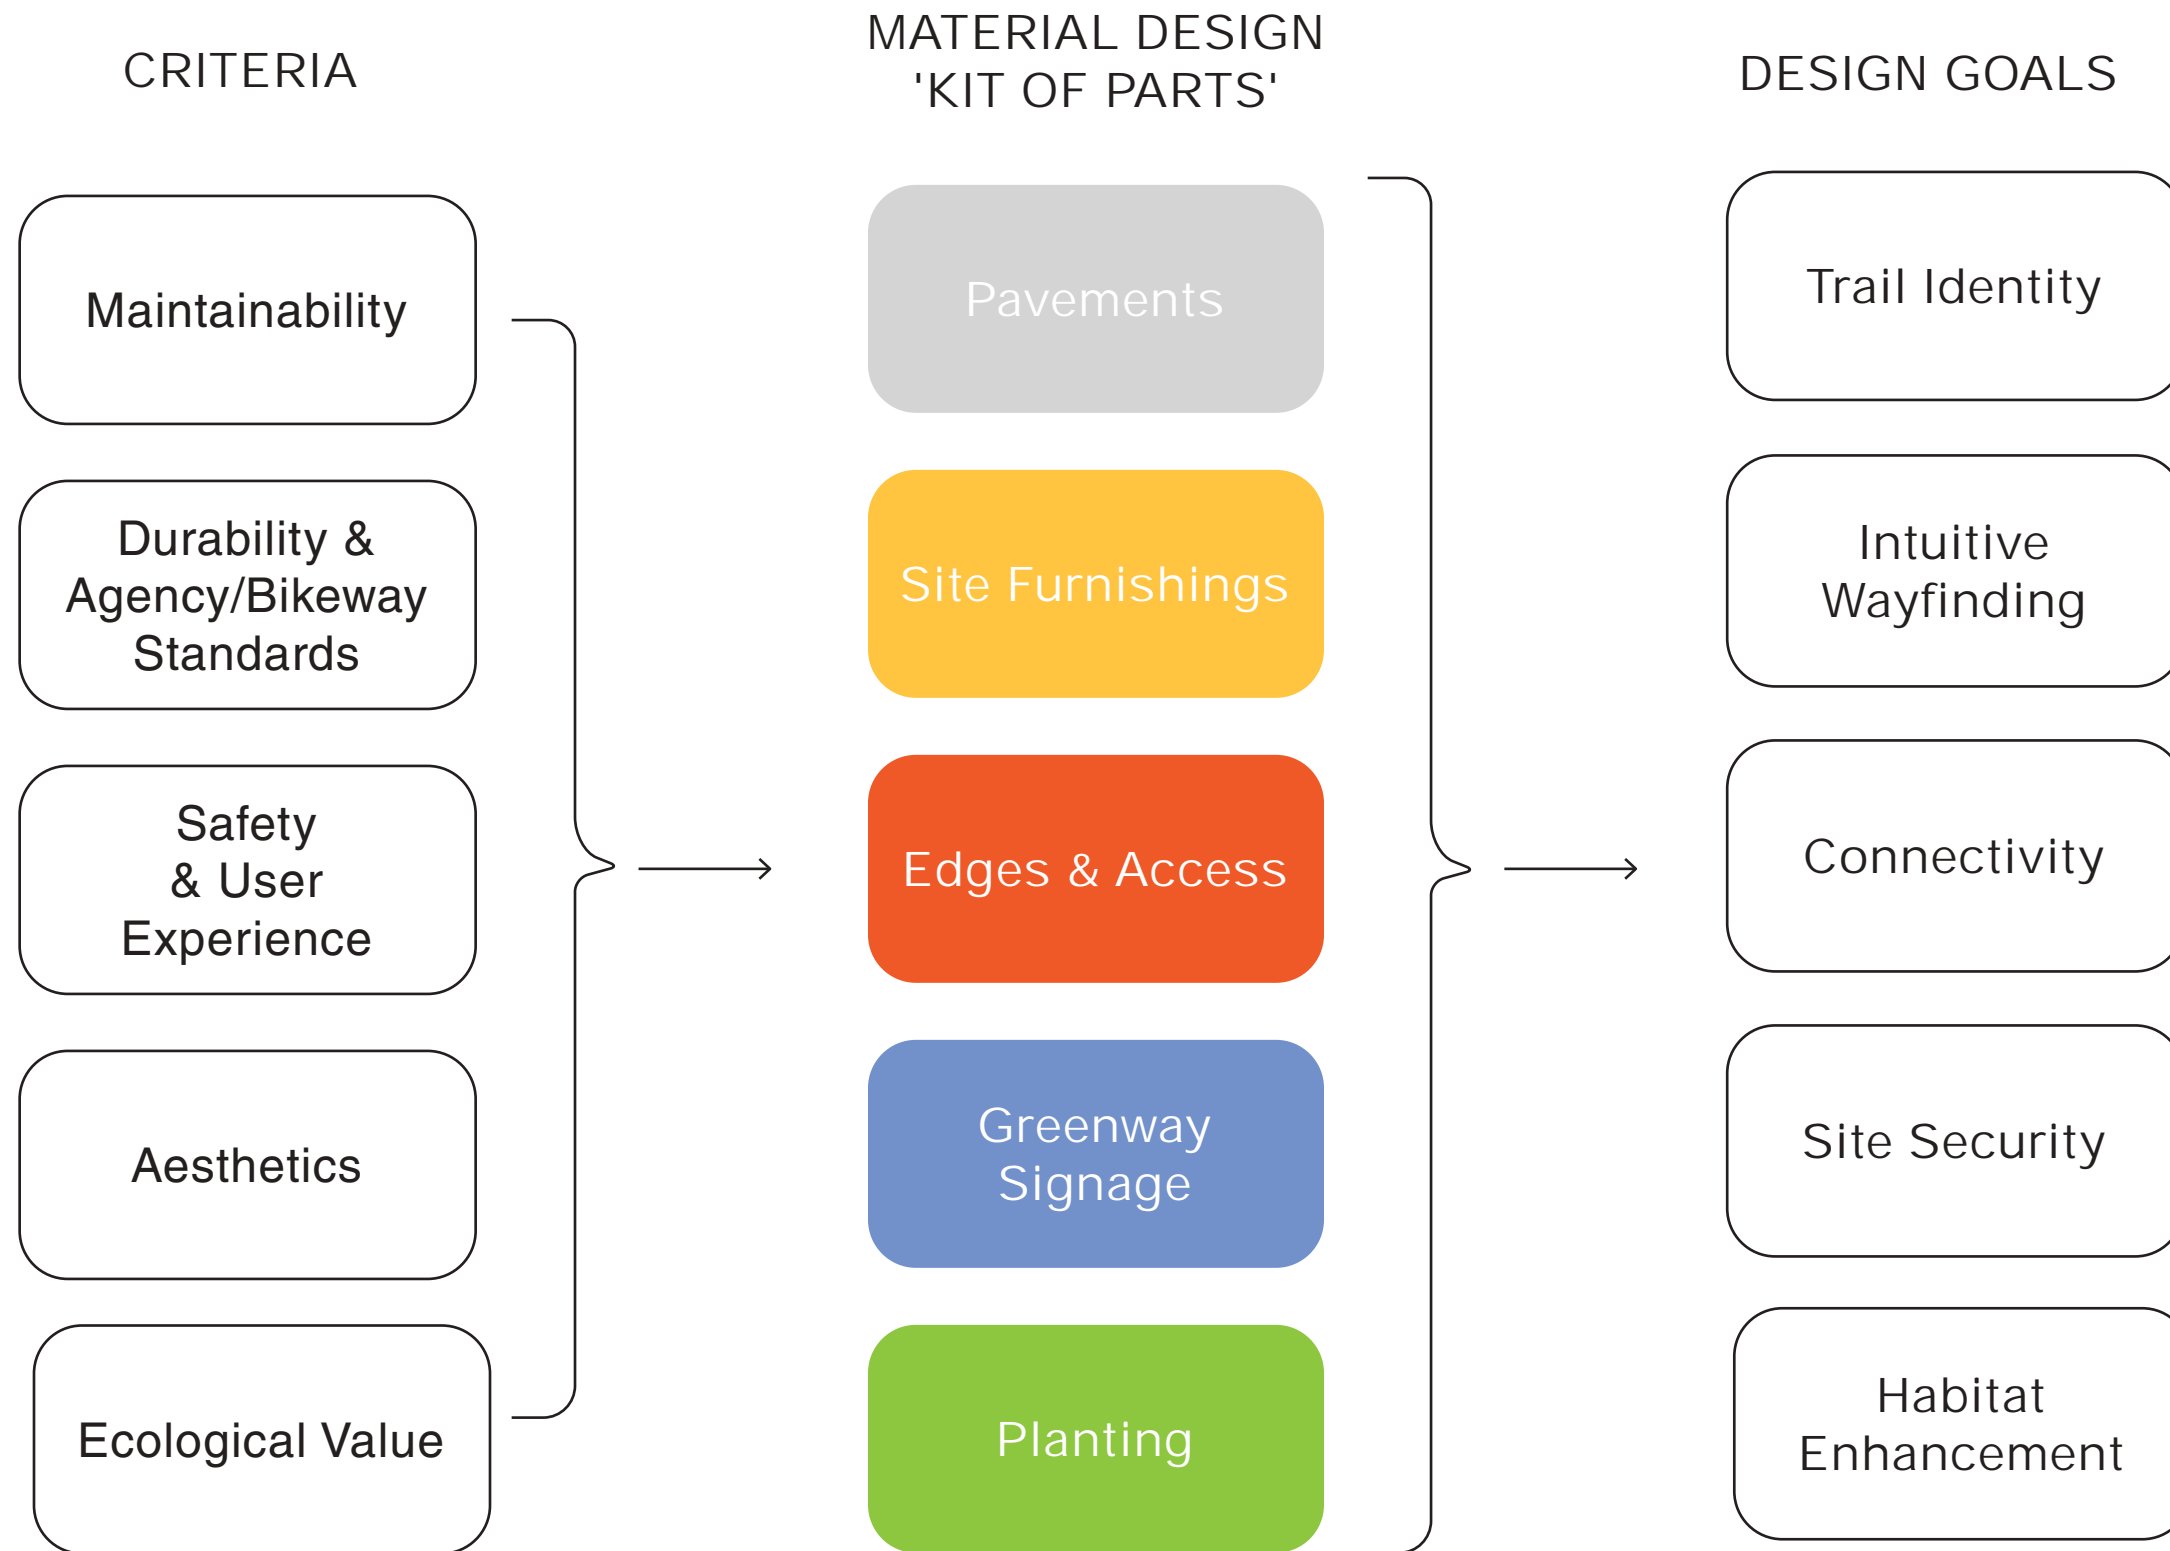 CRITERIA
Maintainability
Durability &
Agency/Bikeway
Standards
Safety
& User
Experience
Aesthetics
Ecological Value
MATERIAL DESIGN
'KIT OF PARTS'
Pavements
Site Furnishings
Edges & Access
Greenway
Signage
Planting
DESIGN GOALS
Trail Identity
Intuitive
Wayfinding
Connectivity
Site Security
Habitat
Enhancement